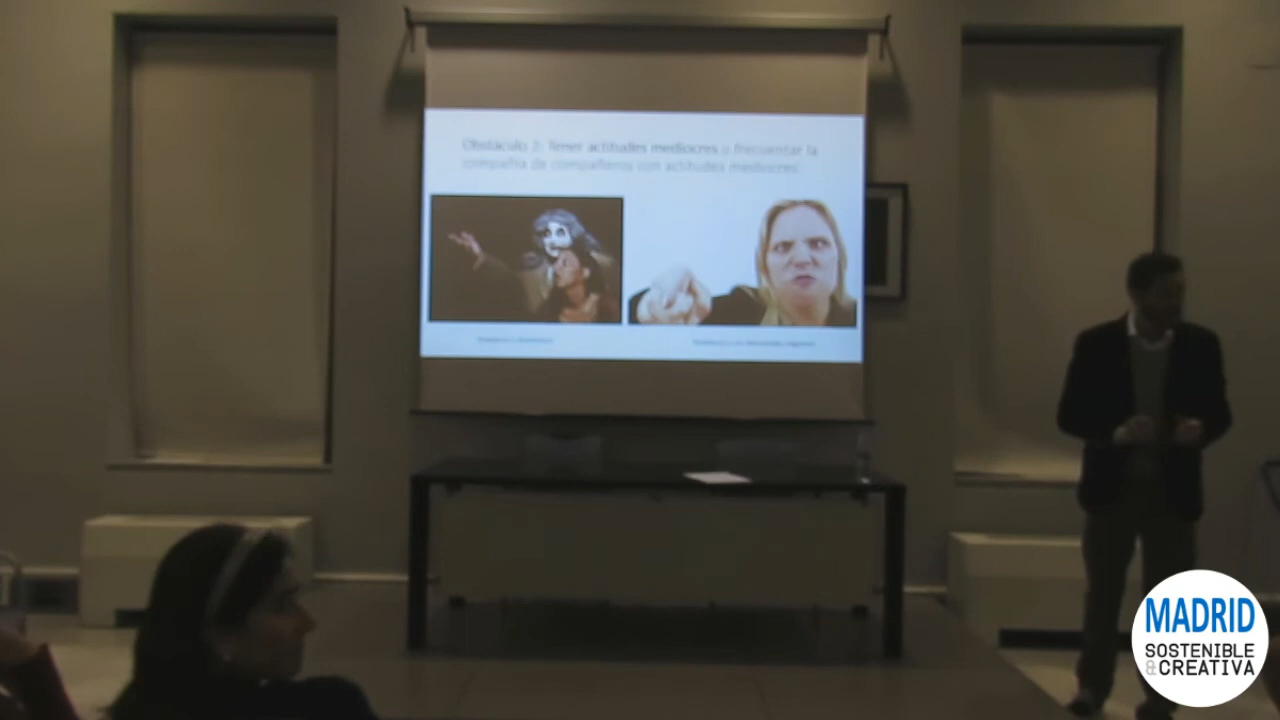 Obstáculo 2: Tener actitudes mediocres o frecuentar la
compañía de compañeros con actitudes mediocres.
MADRID
SOSTENIBLE
&CREATIVA